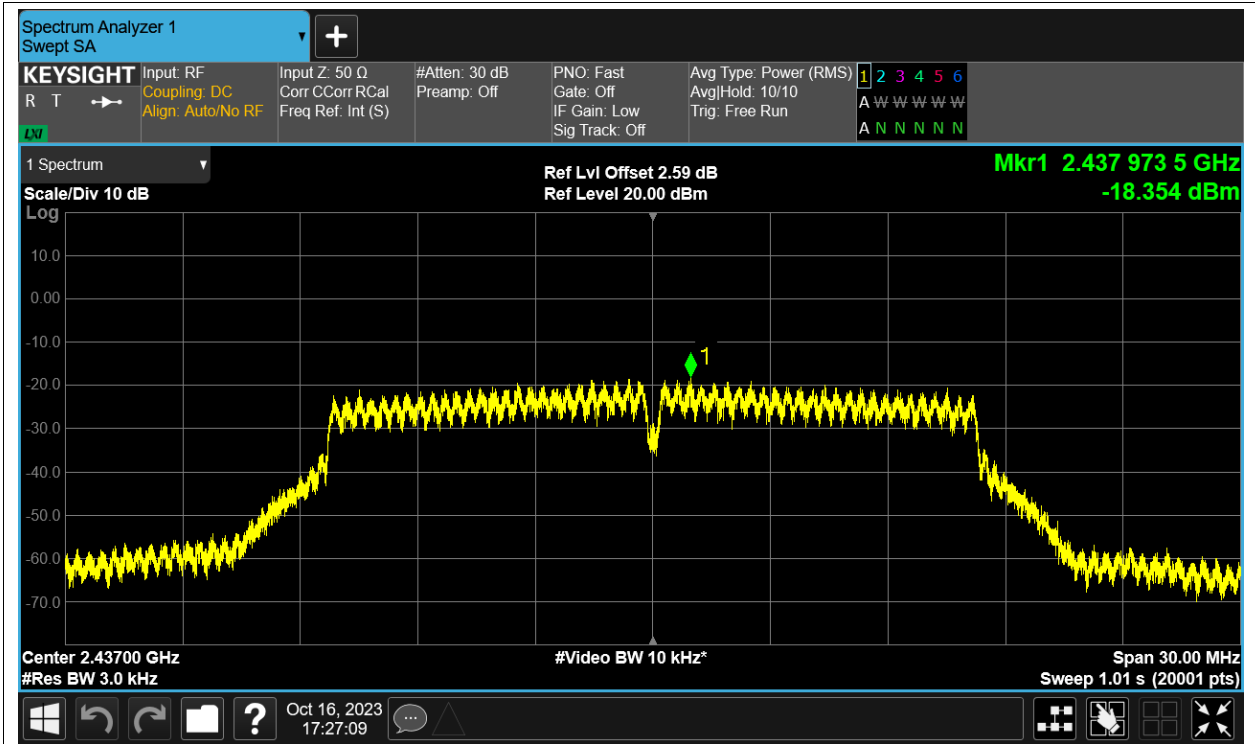 Spectrum Analyzer 1
Swept SA
KEYSIGHT
R T
LXI
Input: RF
Coupling: DC
Align: Auto/No RF
Input Z: 50 Ω
Corr CCorr RCal
Freq Ref: Int (S)
#Atten: 30 dB
Preamp: Off
PNO: Fast
Gate: Off
IF Gain: Low
Sig Track: Off
Avg Type: Power (RMS)
Avg|Hold: 10/10
Trig: Free Run
1 2 3 4 5 6
A W W W W W
A N N N N N
1 Spectrum
Scale/Div 10 dB
Log
Ref Lvl Offset 2.59 dB
Ref Level 20.00 dBm
Mkr1 2.437 973 5 GHz
-18.354 dBm
10.0
0.00
-10.0
1
-20.0
-30.0
-40.0
-50.0
-60.0
-70.0
Center 2.43700 GHz
#Video BW 10 kHz*
Span 30.00 MHz
#Res BW 3.0 kHz
Sweep 1.01 s (20001 pts)
?
Oct 16, 2023
17:27:09